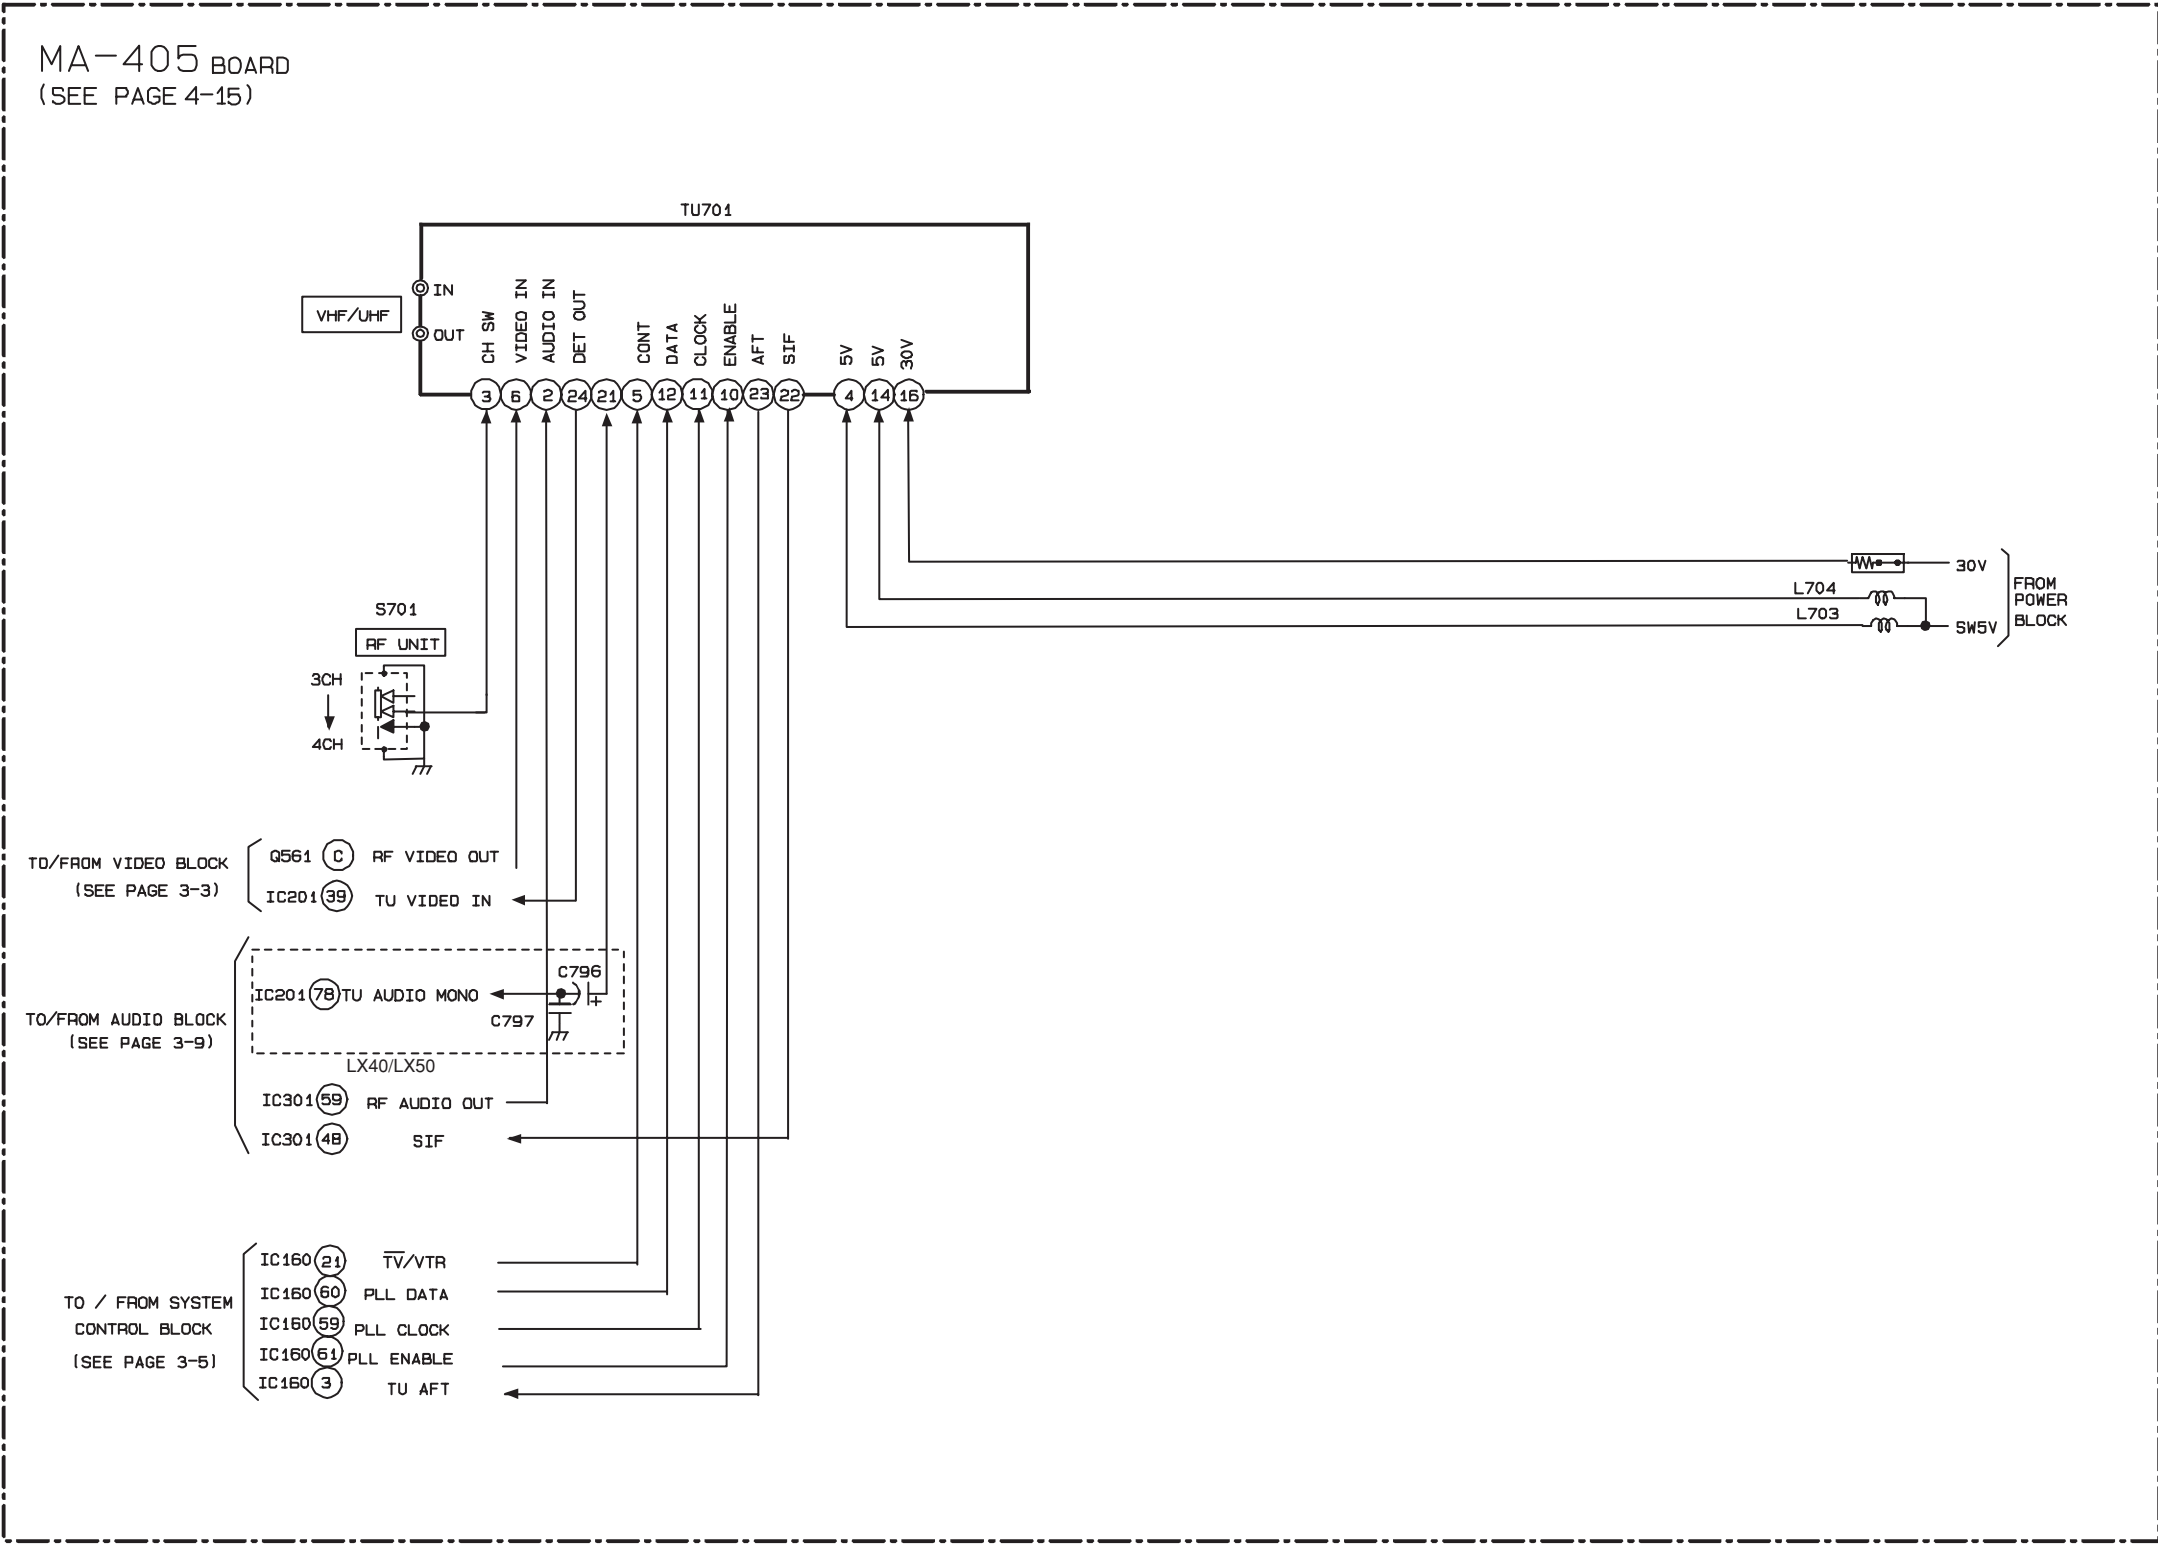 MA-405 BOARD
(SEE PAGE 4-15)
TU701
IN
VHF/UHF
OUT
CH SW
VIDEO IN
AUDIO IN
DET OUT
CONT
DATA
CLOCK
ENABLE
AFT
SIF
5V
5V
30V
3 6 2 24 21 5 12 11 10 23 22 4 14 16
30V
L704
L703
SW5V
FROM
POWER
BLOCK
S701
RF UNIT
3CH
4CH
TO/FROM VIDEO BLOCK
(SEE PAGE 3-3)
Q561 C RF VIDEO OUT
IC201 39 TU VIDEO IN
TO/FROM AUDIO BLOCK
(SEE PAGE 3-9)
C796
IC201 78 TU AUDIO MONO
+
C797
LX40/LX50
IC301 59 RF AUDIO OUT
IC301 48 SIF
TO / FROM SYSTEM
CONTROL BLOCK
(SEE PAGE 3-5)
IC160 21 TV/VTR
IC160 60 PLL DATA
IC160 59 PLL CLOCK
IC160 61 PLL ENABLE
IC160 3 TU AFT